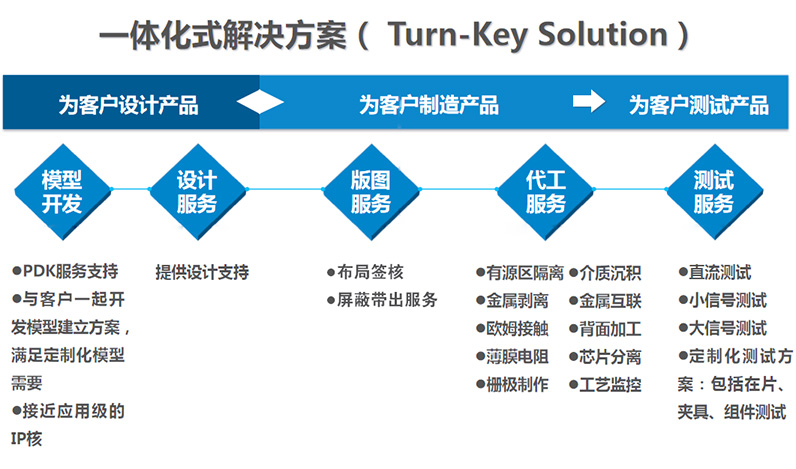 一体化式解决方案（ Turn-Key Solution）
为客户设计产品
为客户制造产品
为客户测试产品
模型
开发
设计
服务
版图
服务
代工
服务
测试
服务
●PDK服务支持
●与客户一起开
发模型建立方案，
满足定制化模型
需要
●接近应用级的
IP核
提供设计支持
●布局签核
●屏蔽带出服务
●有源区隔离
●金属剥离
●欧姆接触
●薄膜电阻
●栅极制作
●介质沉积
●金属互联
●背面加工
●芯片分离
●工艺监控
●直流测试
●小信号测试
●大信号测试
●定制化测试方
案：包括在片、
夹具、组件测试